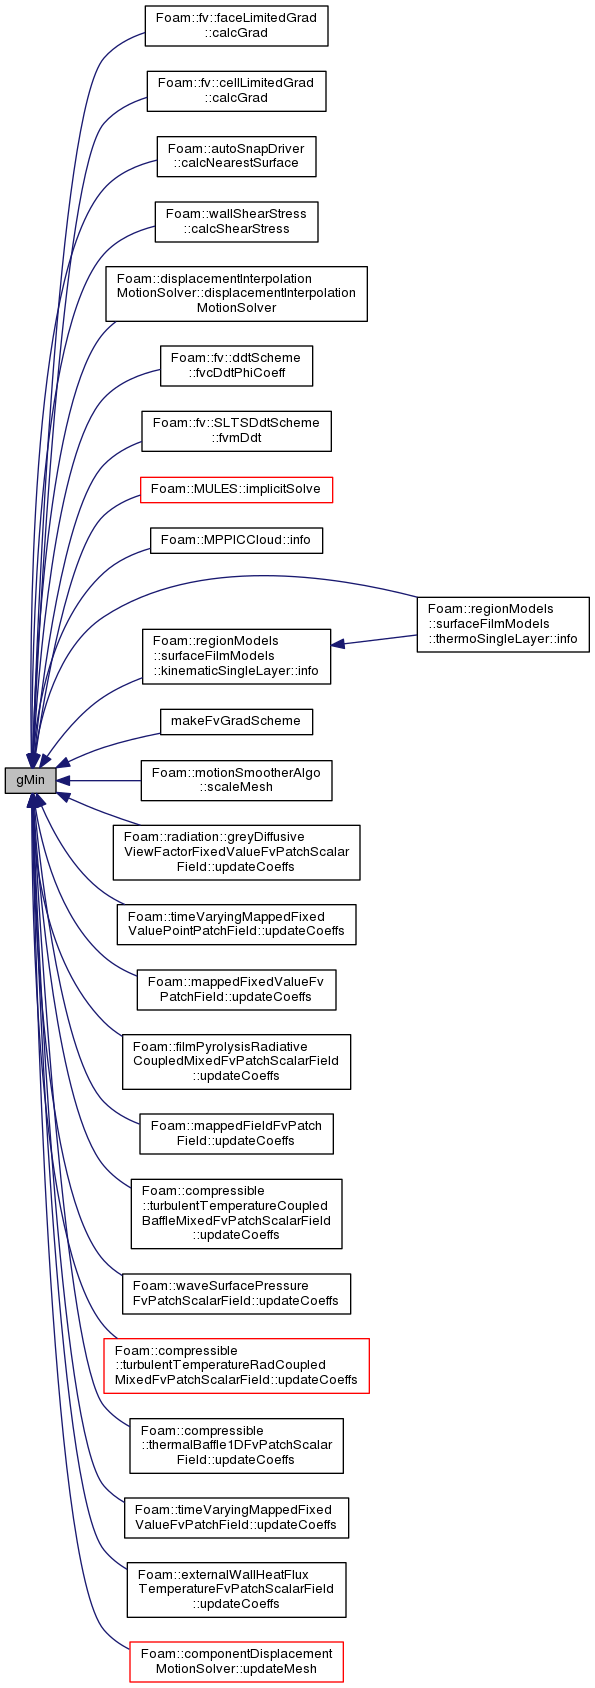 Foam::fv::faceLimitedGrad
::calcGrad
Foam::fv::cellLimitedGrad
::calcGrad
Foam::autoSnapDriver
::calcNearestSurface
Foam::wallShearStress
::calcShearStress
Foam::displacementInterpolation
MotionSolver::displacementInterpolation
MotionSolver
Foam::fv::ddtScheme
::fvcDdtPhiCoeff
Foam::fv::SLTSDdtScheme
::fvmDdt
Foam::MULES::implicitSolve
Foam::MPPICCloud::info
Foam::regionModels
::surfaceFilmModels
::thermoSingleLayer::info
Foam::regionModels
::surfaceFilmModels
::kinematicSingleLayer::info
makeFvGradScheme
gMin
Foam::motionSmootherAlgo
::scaleMesh
Foam::radiation::greyDiffusive
ViewFactorFixedValueFvPatchScalar
Field::updateCoeffs
Foam::timeVaryingMappedFixed
ValuePointPatchField::updateCoeffs
Foam::mappedFixedValueFv
PatchField::updateCoeffs
Foam::filmPyrolysisRadiative
CoupledMixedFvPatchScalarField
::updateCoeffs
Foam::mappedFieldFvPatch
Field::updateCoeffs
Foam::compressible
::turbulentTemperatureCoupled
BaffleMixedFvPatchScalarField
::updateCoeffs
Foam::waveSurfacePressure
FvPatchScalarField::updateCoeffs
Foam::compressible
::turbulentTemperatureRadCoupled
MixedFvPatchScalarField::updateCoeffs
Foam::compressible
::thermalBaffle1DFvPatchScalar
Field::updateCoeffs
Foam::timeVaryingMappedFixed
ValueFvPatchField::updateCoeffs
Foam::externalWallHeatFlux
TemperatureFvPatchScalarField
::updateCoeffs
Foam::componentDisplacement
MotionSolver::updateMesh